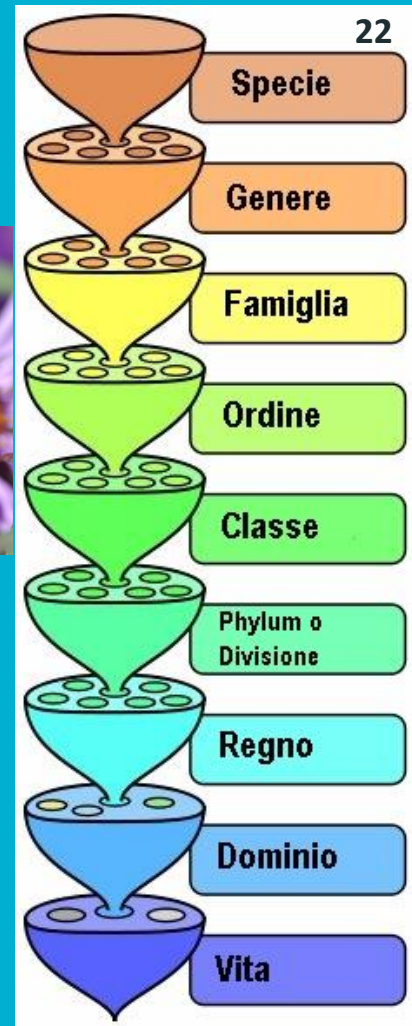 22
Specie
Genere
Famiglia
Ordine
Classe
Phylum o
Divisione
Regno
Dominio
Vita